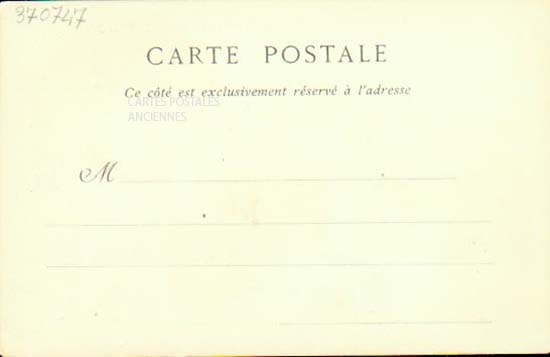 370747
CARTE POSTALE
Ce côté est exclusivement réservé à l'adresse
CARTES POSTALES
ANCIENNES
M